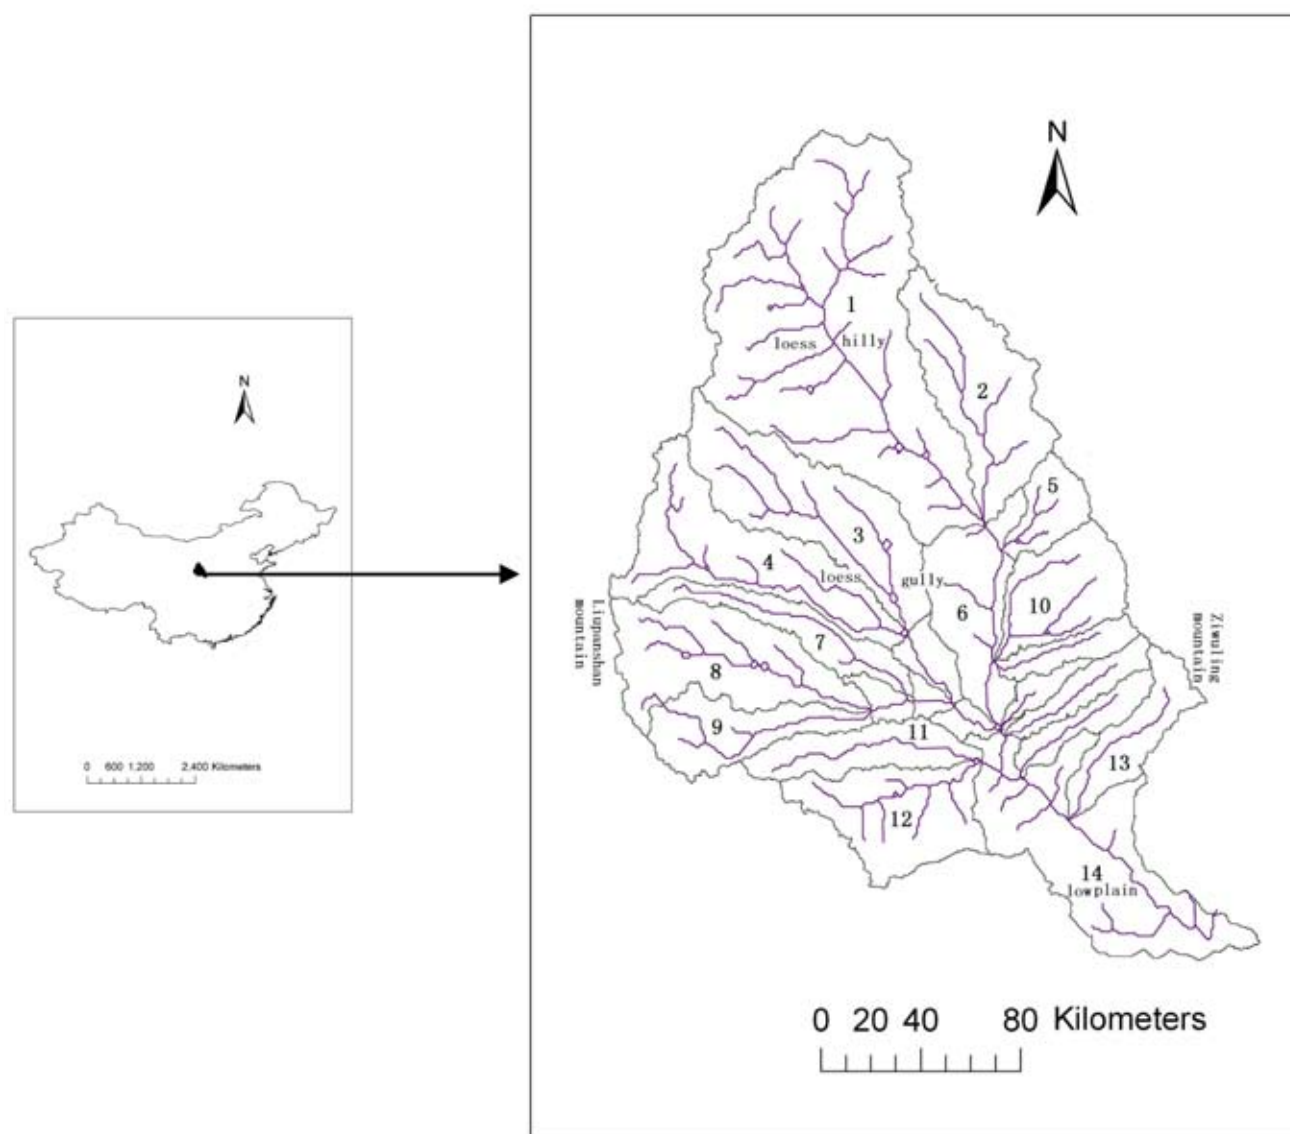 N
0 600 1.200 2,400 Kilometers
N
1
loess hilly
2
5
3
4
loess gully
10
6
Liupanshan
mountain
Ziwuling
mountain
7
8
9
11
13
12
14
lowplain
0 20 40 80 Kilometers